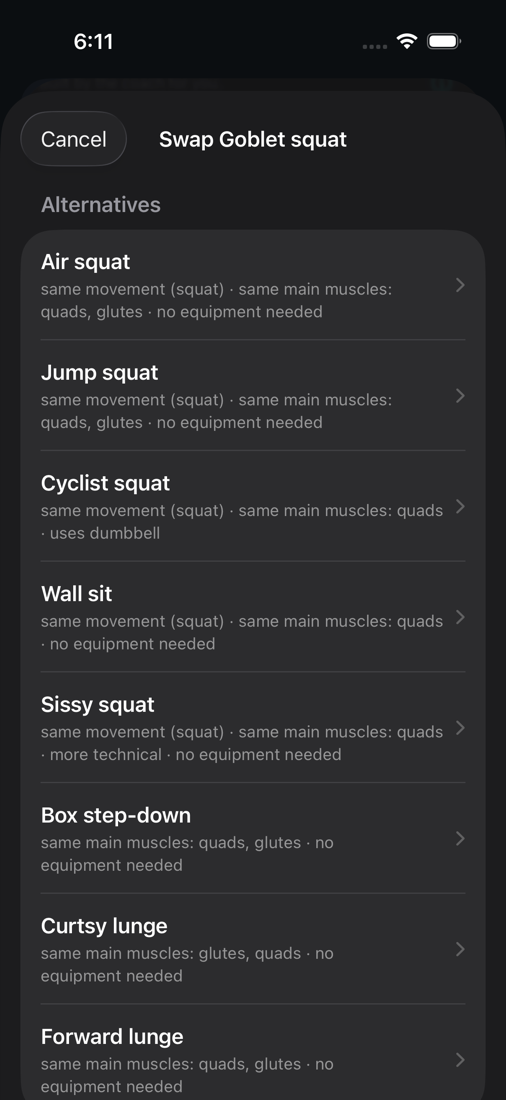 6:11
Cancel
Swap Goblet squat
Alternatives
Air squat
same movement (squat) · same main muscles:
quads, glutes · no equipment needed
Jump squat
same movement (squat) · same main muscles:
quads, glutes · no equipment needed
Cyclist squat
same movement (squat) · same main muscles: quads
· uses dumbbell
Wall sit
same movement (squat) · same main muscles: quads
· no equipment needed
Sissy squat
same movement (squat) · same main muscles: quads
· more technical · no equipment needed
Box step-down
same main muscles: quads, glutes · no
equipment needed
Curtsy lunge
same main muscles: glutes, quads · no
equipment needed
Forward lunge
same main muscles: quads, glutes · no
equipment needed